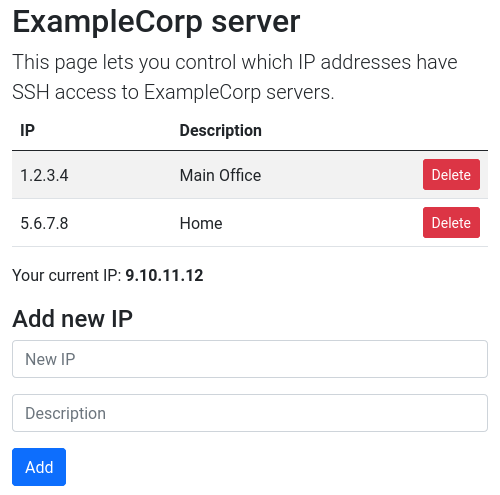 ExampleCorp server
This page lets you control which IP addresses have
SSH access to ExampleCorp servers.
IP Description
1.2.3.4 Main Office Delete
5.6.7.8 Home Delete
Your current IP: 9.10.11.12
Add new IP
New IP
Description
Add